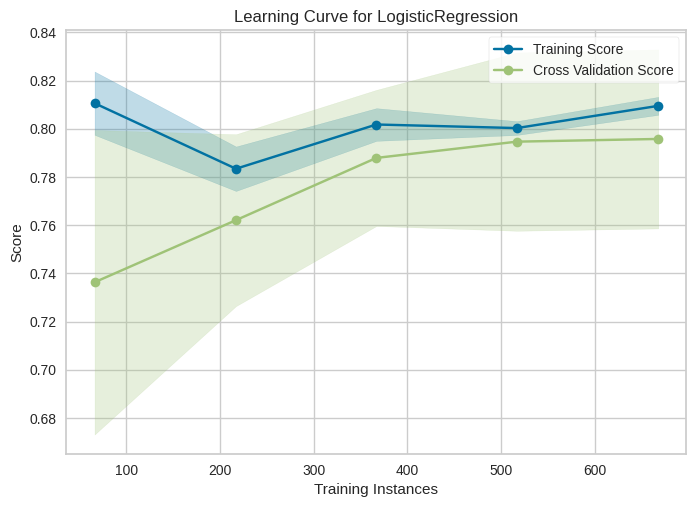 Learning Curve for LogisticRegression
Training Score
Cross Validation Score
0.84
0.82
0.80
0.78
0.76
0.74
0.72
0.70
0.68
Score
100 200 300 400 500 600
Training Instances